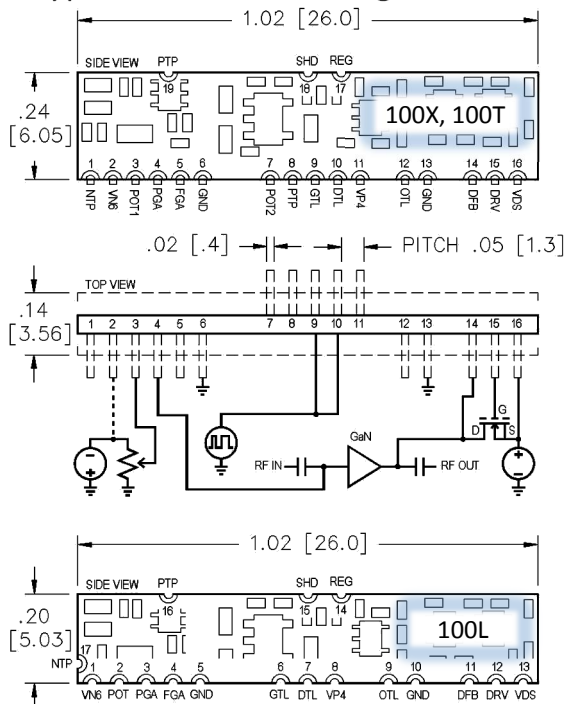 1.02 [26.0]
SIDE VIEW PTP SHD REG
19 18 17
.24
[6.05]
100X, 100T
1 2 3 4 5 6 7 8 9 10 11 12 13 14 15 16
NTP VN6 POT1 PGA FGA GND POT2 PTP GTL DTL VP4 OTL GND DFB DRV VDS
.02 [.4] PITCH .05 [1.3]
TOP VIEW
.14
[3.56]
1 2 3 4 5 6 7 8 9 10 11 12 13 14 15 16
G
D S
GaN
RF IN RF OUT
1.02 [26.0]
SIDE VIEW PTP SHD REG
16 15 14
.20
[5.03]
100L
17
NTP
1 2 3 4 5 6 7 8 9 10 11 12 13
VN6 POT PGA FGA GND GTL DTL VP4 OTL GND DFB DRV VDS